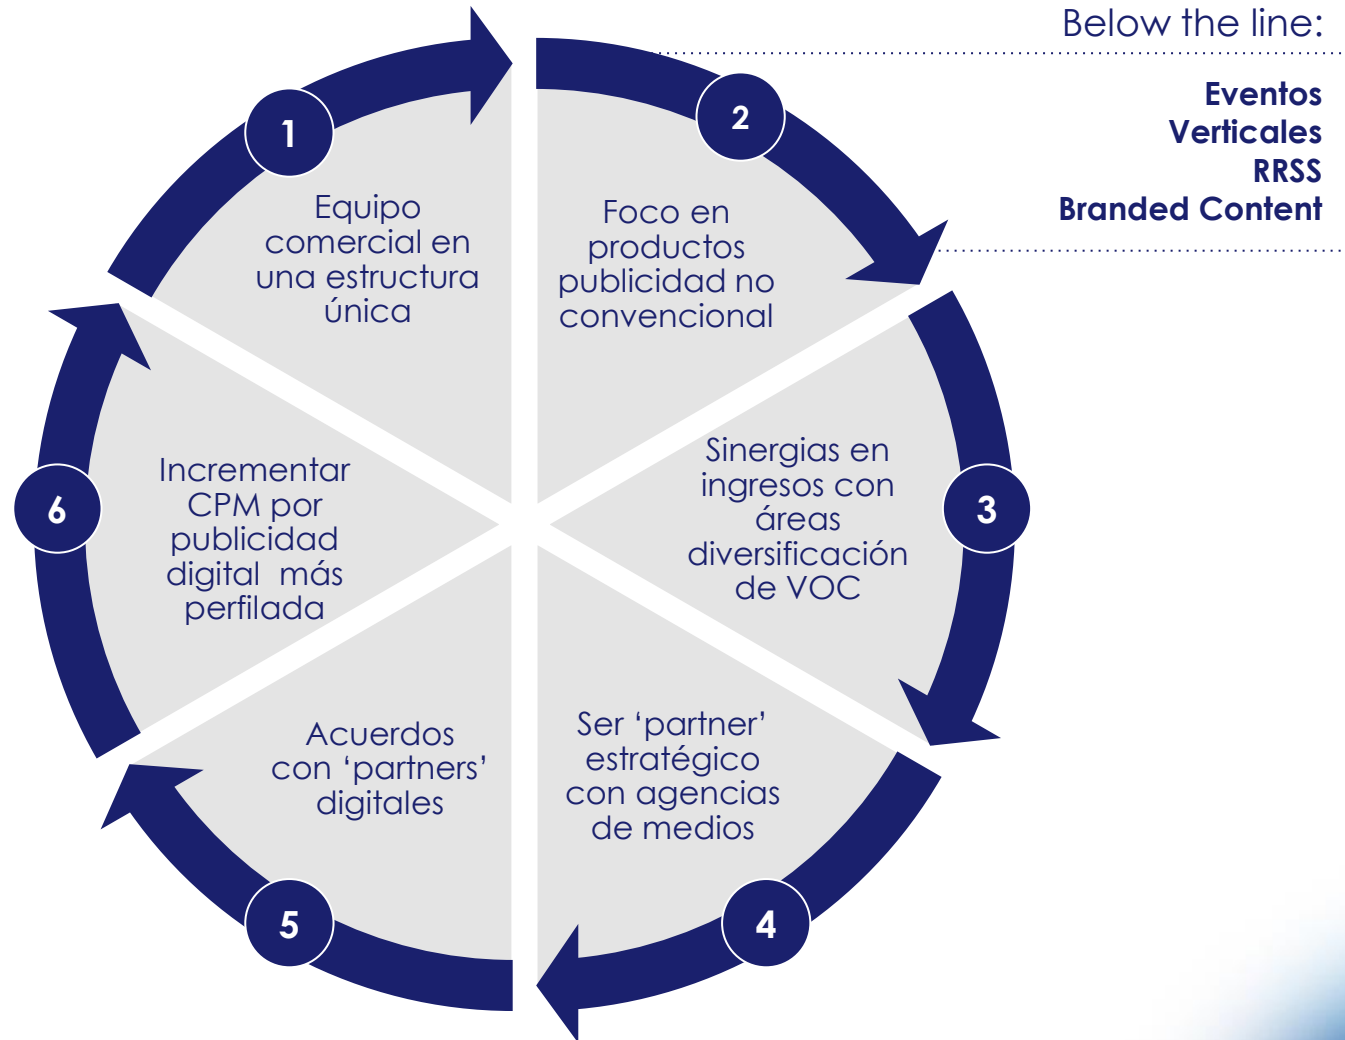 Below the line:
Eventos
Verticales
RRSS
Branded Content
1
Equipo
comercial en
una estructura
única
2
Foco en
productos
publicidad no
convencional
3
Sinergias en
ingresos con
áreas
diversificación
de VOC
4
Ser ‘partner’
estratégico
con agencias
de medios
5
Acuerdos
con ‘partners’
digitales
6
Incrementar
CPM por
publicidad
digital  más
perfilada